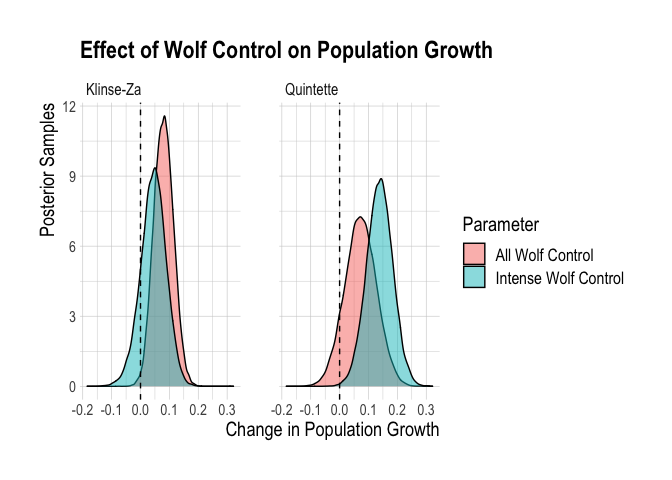 Effect of Wolf Control on Population Growth
Klinse-Za
Quintette
Posterior Samples
12
9
6
3
0
-0.2 -0.1 0.0 0.1 0.2 0.3
-0.2 -0.1 0.0 0.1 0.2 0.3
Change in Population Growth
Parameter
All Wolf Control
Intense Wolf Control